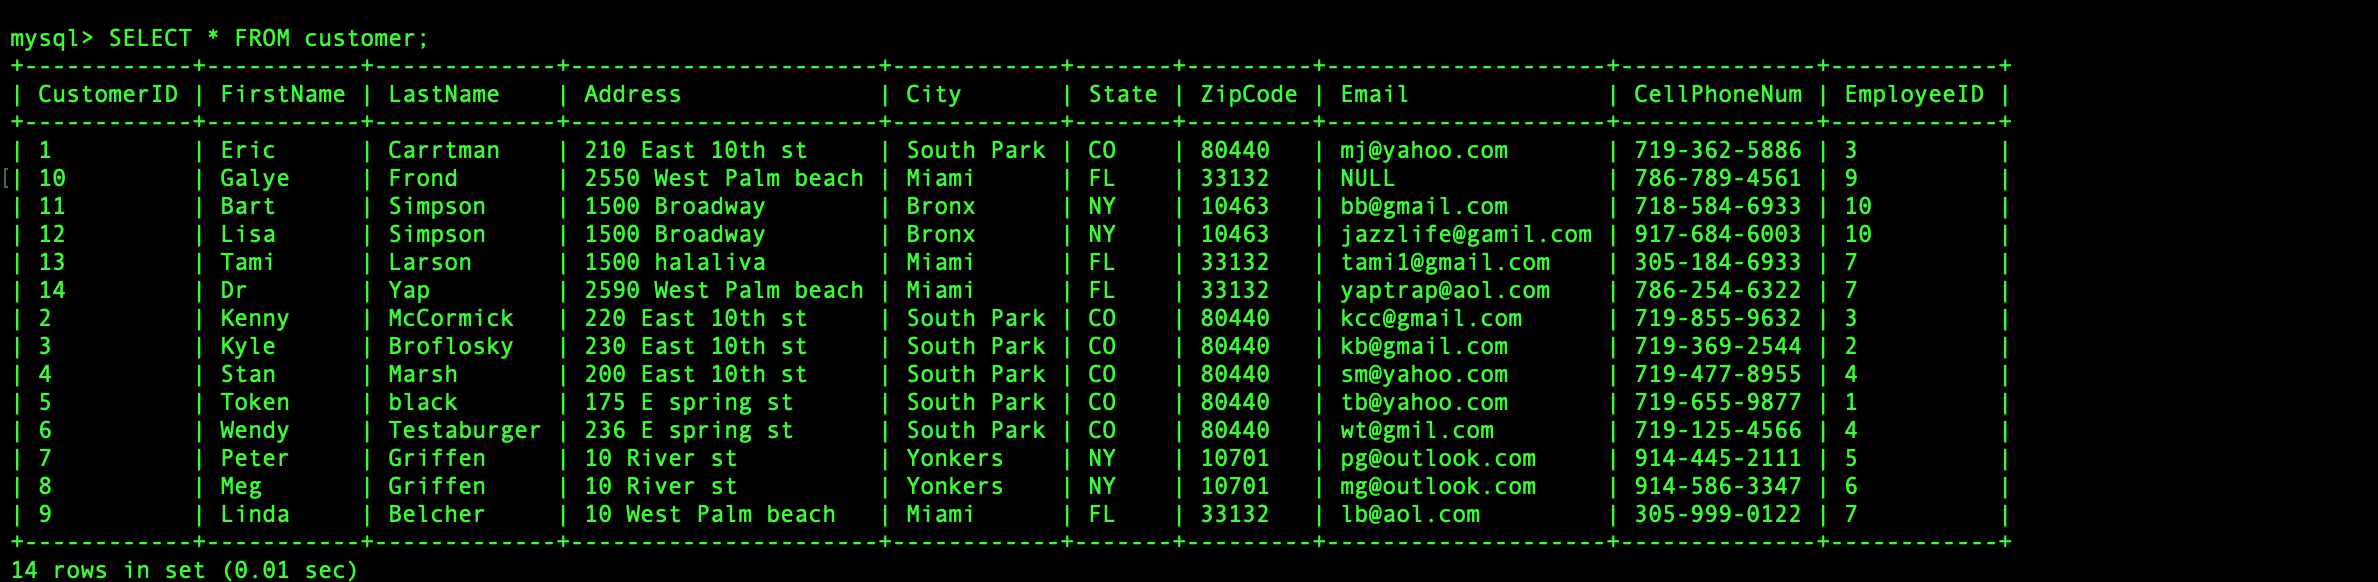 mysql> SELECT * FROM customer;
+------------+-----------+-------------+----------------------+------------+-------+---------+--------------------+--------------+------------+
| CustomerID | FirstName | LastName    | Address              | City       | State | ZipCode | Email              | CellPhoneNum | EmployeeID |
+------------+-----------+-------------+----------------------+------------+-------+---------+--------------------+--------------+------------+
| 1          | Eric      | Carrtman    | 210 East 10th st     | South Park | CO    | 80440   | mj@yahoo.com       | 719-362-5886 | 3          |
[| 10         | Galye     | Frond       | 2550 West Palm beach | Miami      | FL    | 33132   | NULL               | 786-789-4561 | 9          |
| 11         | Bart      | Simpson     | 1500 Broadway        | Bronx      | NY    | 10463   | bb@gmail.com       | 718-584-6933 | 10         |
| 12         | Lisa      | Simpson     | 1500 Broadway        | Bronx      | NY    | 10463   | jazzlife@gamil.com | 917-684-6003 | 10         |
| 13         | Tami      | Larson      | 1500 halaliva        | Miami      | FL    | 33132   | tami1@gmail.com    | 305-184-6933 | 7          |
| 14         | Dr        | Yap         | 2590 West Palm beach | Miami      | FL    | 33132   | yaptrap@aol.com    | 786-254-6322 | 7          |
| 2          | Kenny     | McCormick   | 220 East 10th st     | South Park | CO    | 80440   | kcc@gmail.com      | 719-855-9632 | 3          |
| 3          | Kyle      | Broflosky   | 230 East 10th st     | South Park | CO    | 80440   | kb@gmail.com       | 719-369-2544 | 2          |
| 4          | Stan      | Marsh       | 200 East 10th st     | South Park | CO    | 80440   | sm@yahoo.com       | 719-477-8955 | 4          |
| 5          | Token     | black       | 175 E spring st      | South Park | CO    | 80440   | tb@yahoo.com       | 719-655-9877 | 1          |
| 6          | Wendy     | Testaburger | 236 E spring st      | South Park | CO    | 80440   | wt@gmil.com        | 719-125-4566 | 4          |
| 7          | Peter     | Griffen     | 10 River st          | Yonkers    | NY    | 10701   | pg@outlook.com     | 914-445-2111 | 5          |
| 8          | Meg       | Griffen     | 10 River st          | Yonkers    | NY    | 10701   | mg@outlook.com     | 914-586-3347 | 6          |
| 9          | Linda     | Belcher     | 10 West Palm beach   | Miami      | FL    | 33132   | lb@aol.com         | 305-999-0122 | 7          |
+------------+-----------+-------------+----------------------+------------+-------+---------+--------------------+--------------+------------+
14 rows in set (0.01 sec)